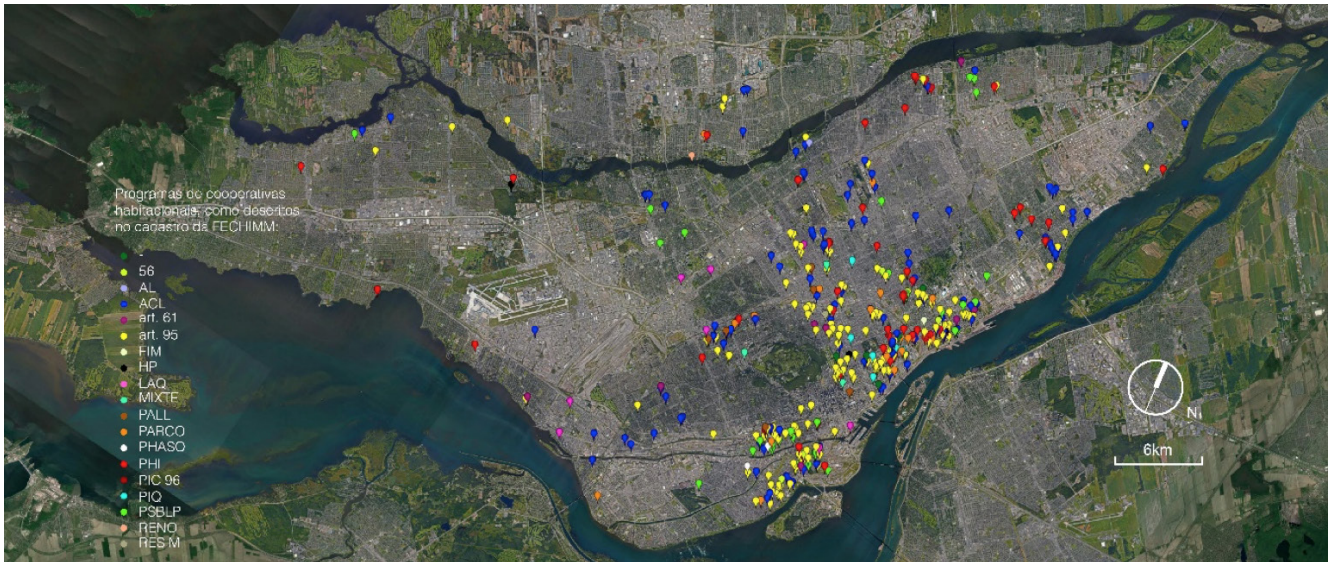 Programas de cooperativas
habitacionais, como descritos
no cadastro da FECHIMM:
-
56
AL
ACL
art. 61
art. 95
FIM
HP
LAQ
MIXTE
PALL
PARCO
PHASQ
PHI
PIC 96
PIQ
PSBLP
RENO
RES M
N
6km